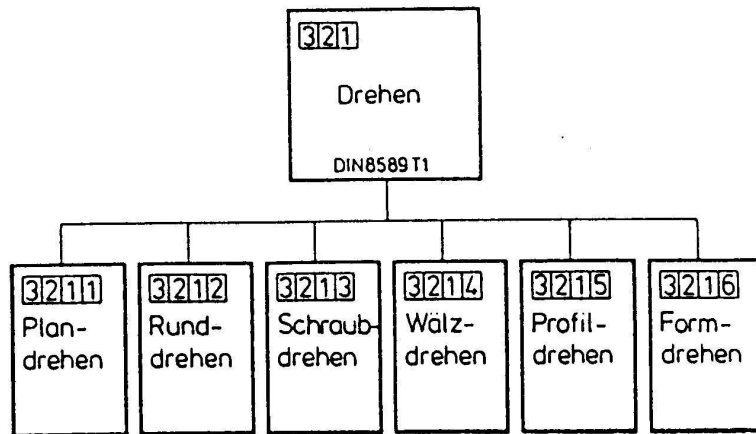 321
Drehen
DIN8589 T1
3211
Plan-
drehen
3212
Rund-
drehen
3213
Schraub-
drehen
3214
Wälz-
drehen
3215
Profil-
drehen
3216
Form-
drehen